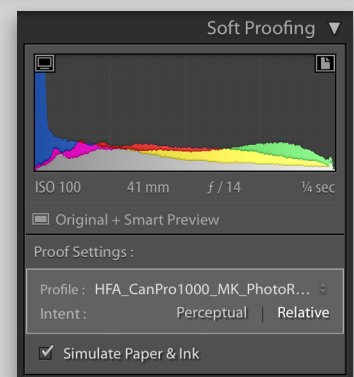 Soft Proofing ▼
ISO 100 41 mm ƒ / 14 ¼ sec
Original + Smart Preview
Proof Settings :
Profile : HFA_CanPro1000_MK_PhotoR...
Intent : Perceptual | Relative
Simulate Paper & Ink